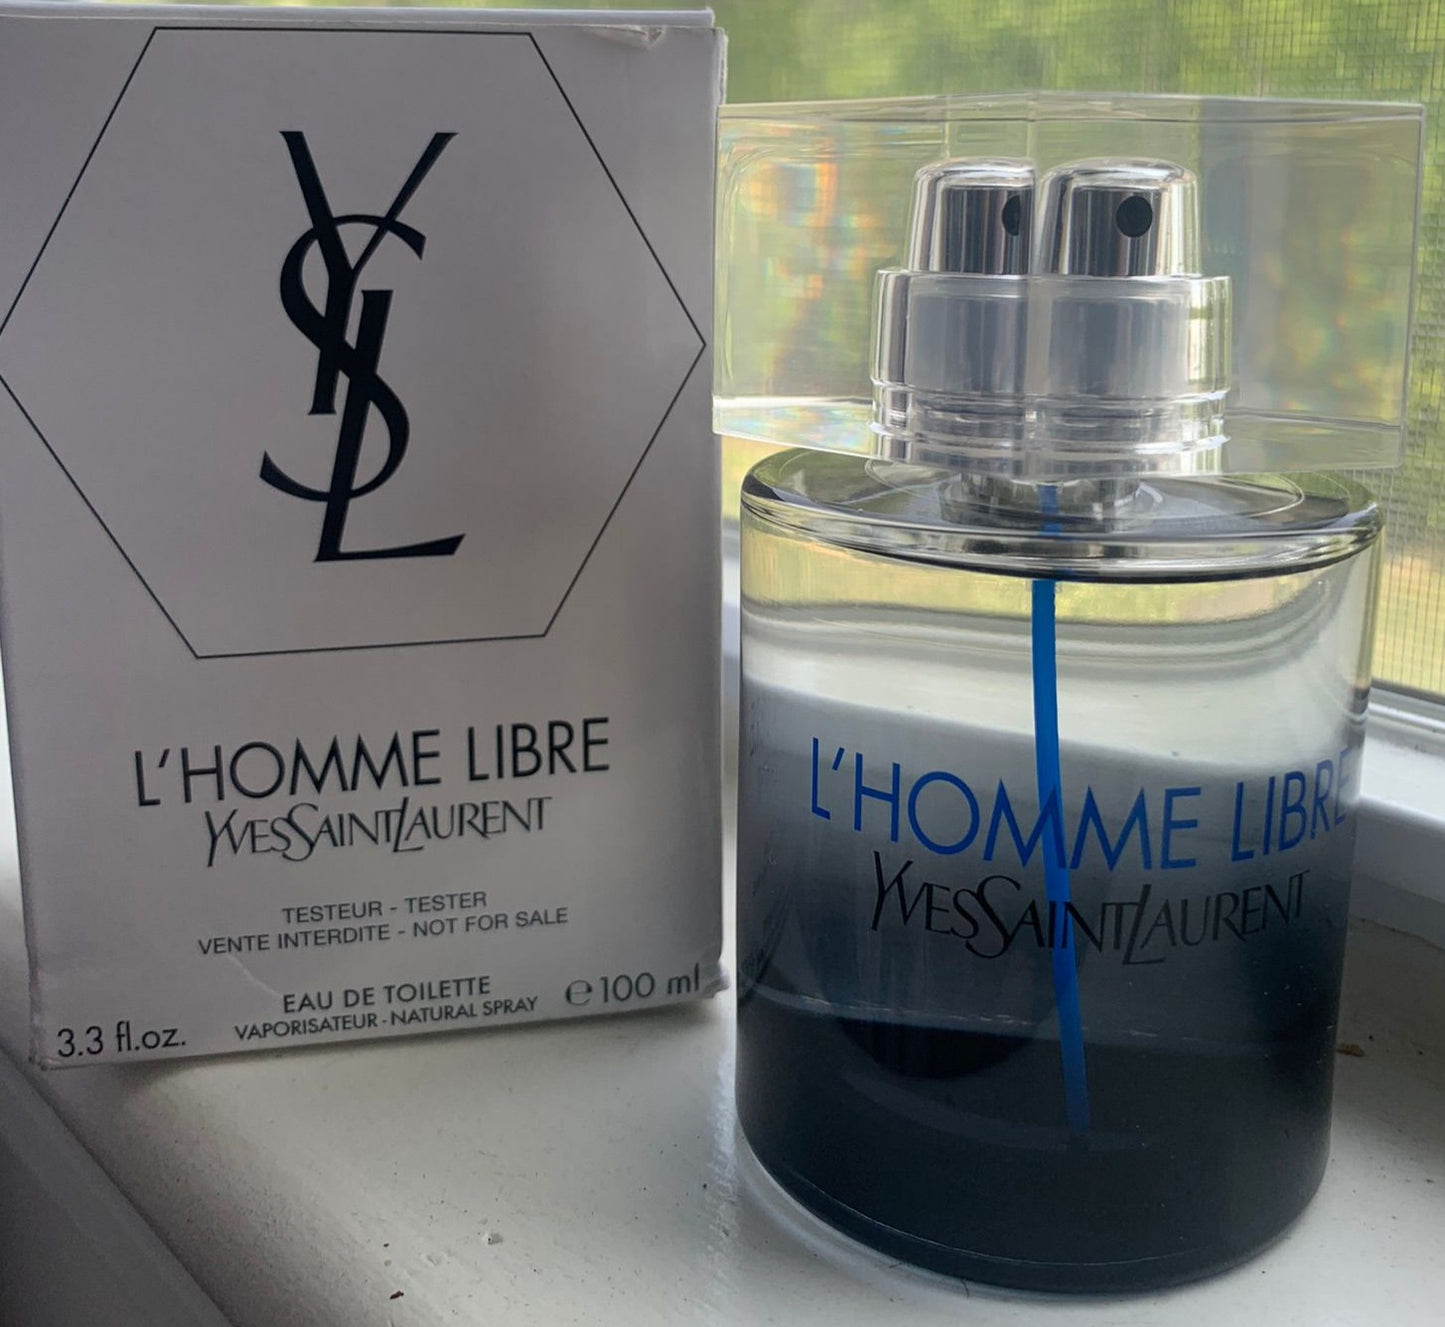 YSL
L'HOMME LIBRE
YVESSAINTLAURENT
TESTEUR - TESTER
VENTE INTERDITE - NOT FOR SALE
EAU DE TOILETTE
VAPORISATEUR - NATURAL SPRAY
3.3 fl.oz.
℮100 ml
L'HOMME LIBRE
YVESSAINTLAURENT